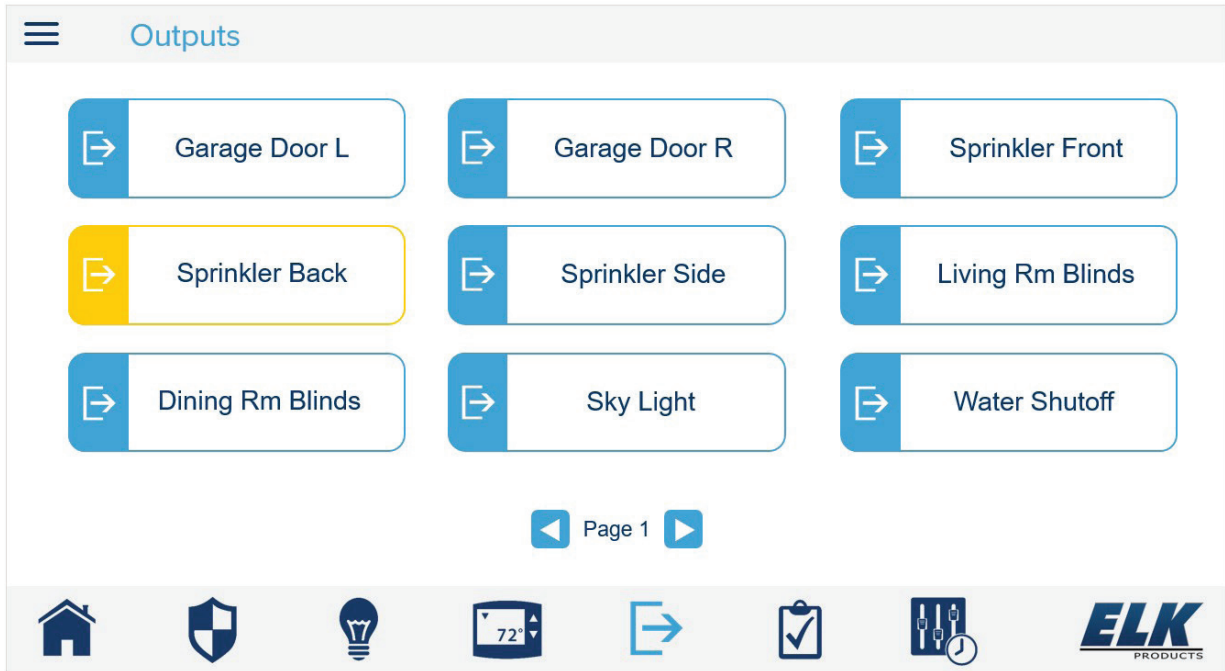 Outputs
Garage Door L
Garage Door R
Sprinkler Front
Sprinkler Back
Sprinkler Side
Living Rm Blinds
Dining Rm Blinds
Sky Light
Water Shutoff
Page 1
72°
ELK
PRODUCTS